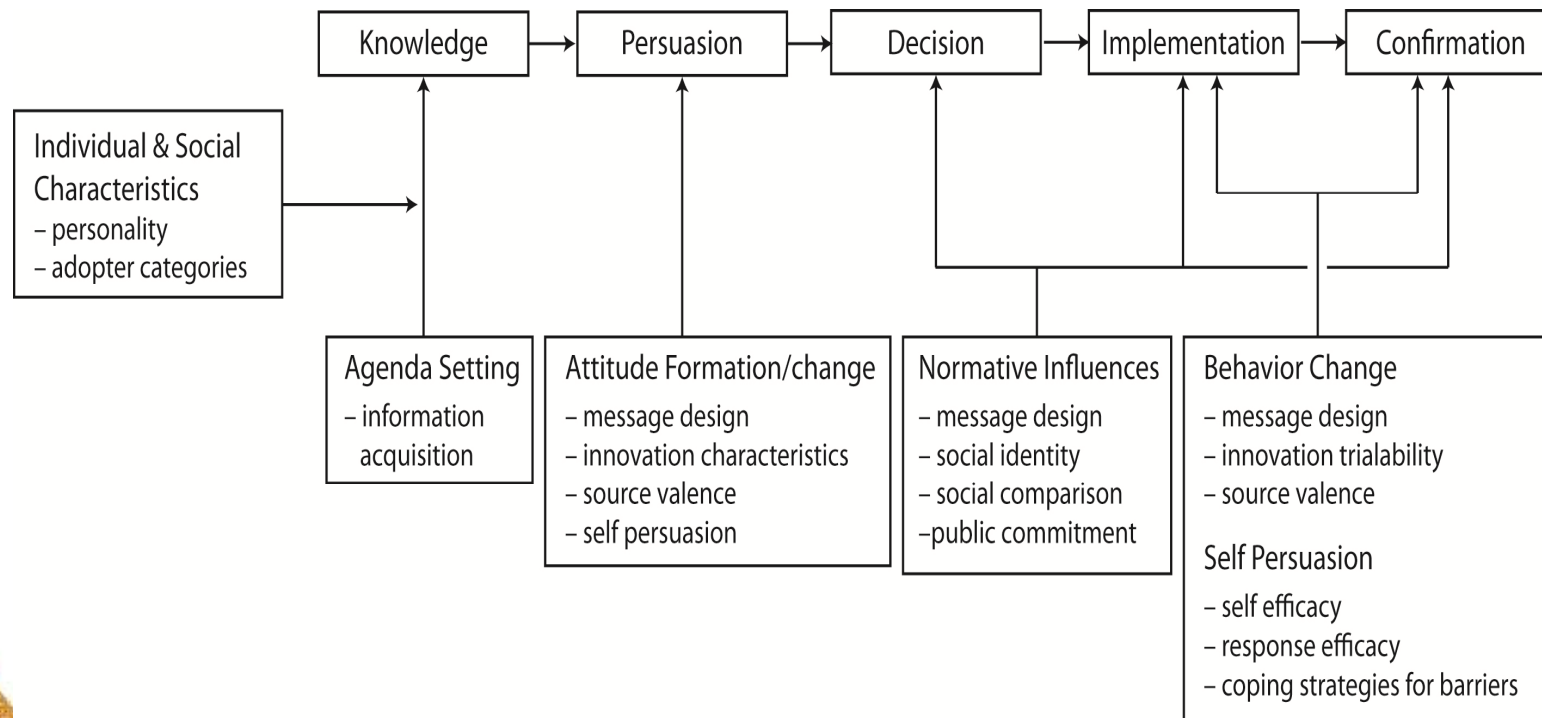 Knowledge
Persuasion
Decision
Implementation
Confirmation
Individual & Social
Characteristics
– personality
– adopter categories
Agenda Setting
– information
acquisition
Attitude Formation/change
– message design
– innovation characteristics
– source valence
– self persuasion
Normative Influences
– message design
– social identity
– social comparison
–public commitment
Behavior Change
– message design
– innovation trialability
– source valence
Self Persuasion
– self efficacy
– response efficacy
– coping strategies for barriers